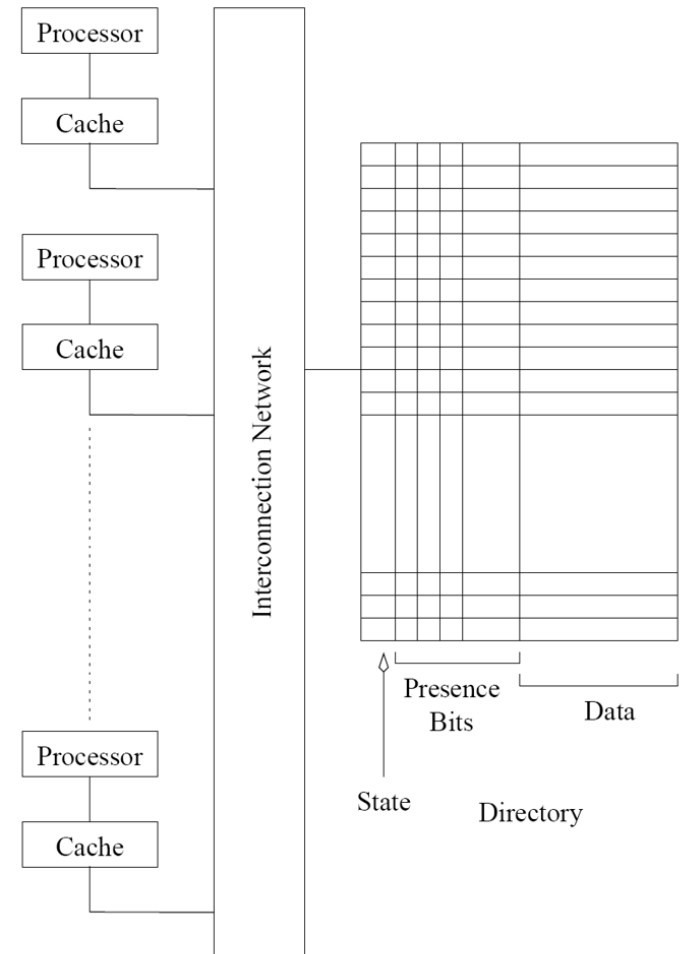 Processor
Cache
Processor
Cache
Interconnection Network
Processor
Cache
Presence
Bits
Data
State
Directory